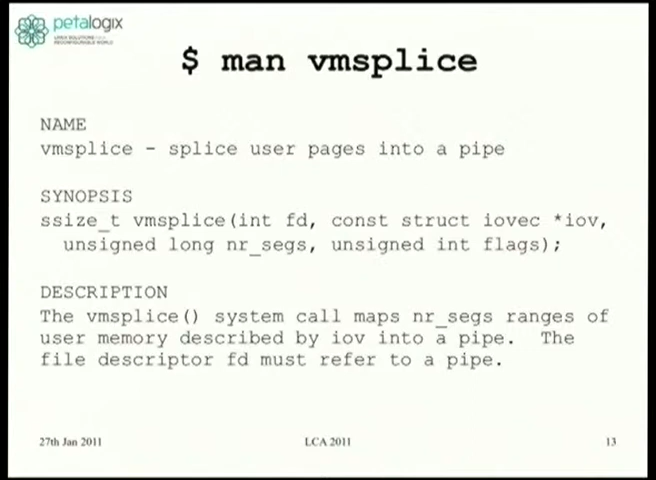 petalogix
$ man vmsplice
NAME
vmsplice - splice user pages into a pipe
SYNOPSIS
ssize_t vmsplice(int fd, const struct iovec *iov,
unsigned long nr_segs, unsigned int flags);
DESCRIPTION
The vmsplice() system call maps nr_segs ranges of
user memory described by iov into a pipe. The
file descriptor fd must refer to a pipe.
27th Jan 2011
LCA 2011
13